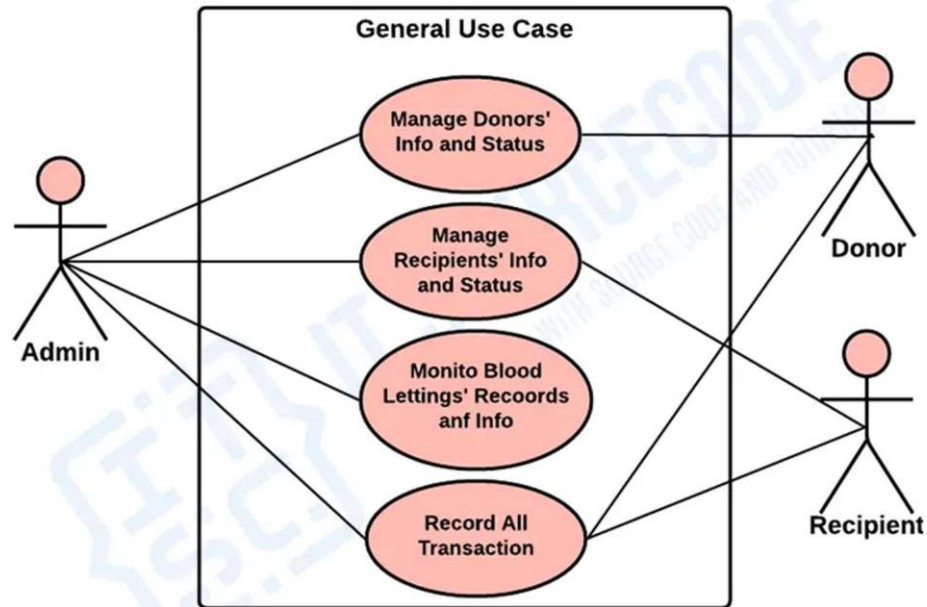 General Use Case
Manage Donors'
Info and Status
Manage
Recipients' Info
and Status
Monito Blood
Lettings' Recoords
anf Info
Record All
Transaction
Admin
Donor
Recipient